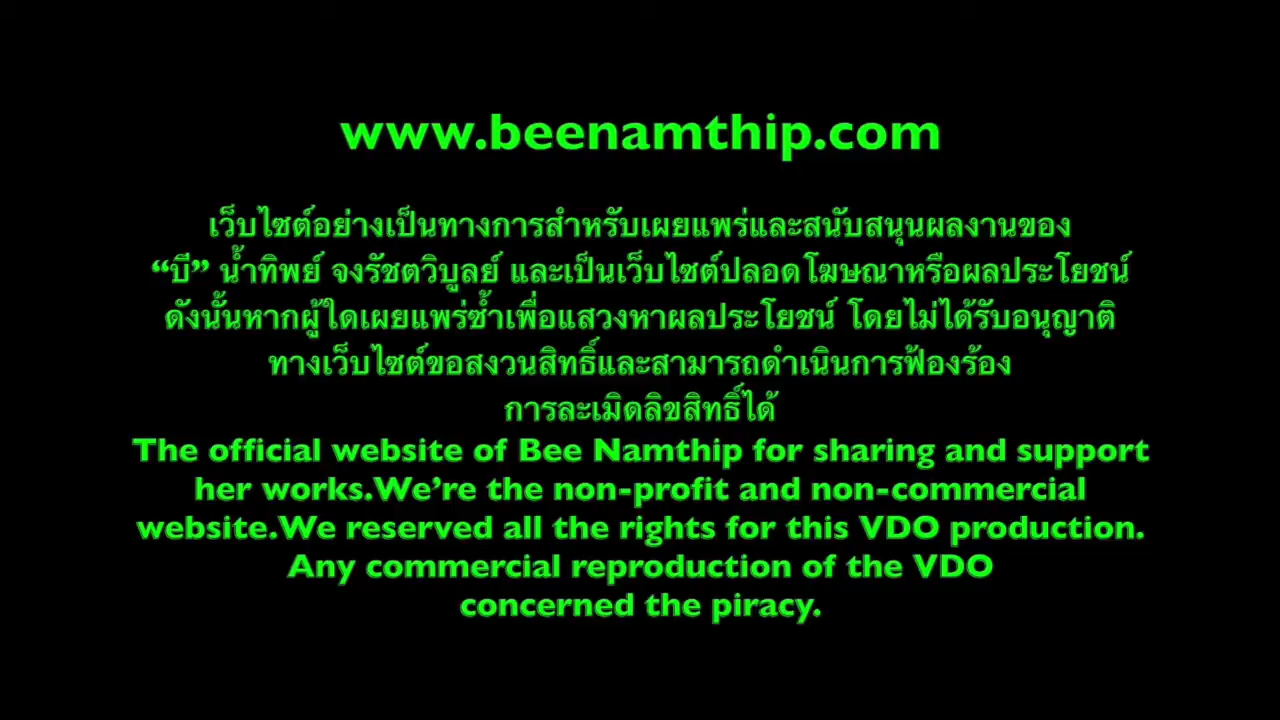 www.beenamthip.com
เว็บไซต์อย่างเป็นทางการสำหรับเผยแพร่และสนับสนุนผลงานของ
“บี” น้ำทิพย์ จงรัชตวิบูลย์ และเป็นเว็บไซต์ปลอดโฆษณาหรือผลประโยชน์
ดังนั้นหากผู้ใดเผยแพร่ซ้ำเพื่อแสวงหาผลประโยชน์ โดยไม่ได้รับอนุญาติ
ทางเว็บไซต์ขอสงวนสิทธิ์และสามารถดำเนินการฟ้องร้อง
การละเมิดลิขสิทธิ์ได้
The official website of Bee Namthip for sharing and support
her works.We’re the non-profit and non-commercial
website.We reserved all the rights for this VDO production.
Any commercial reproduction of the VDO
concerned the piracy.